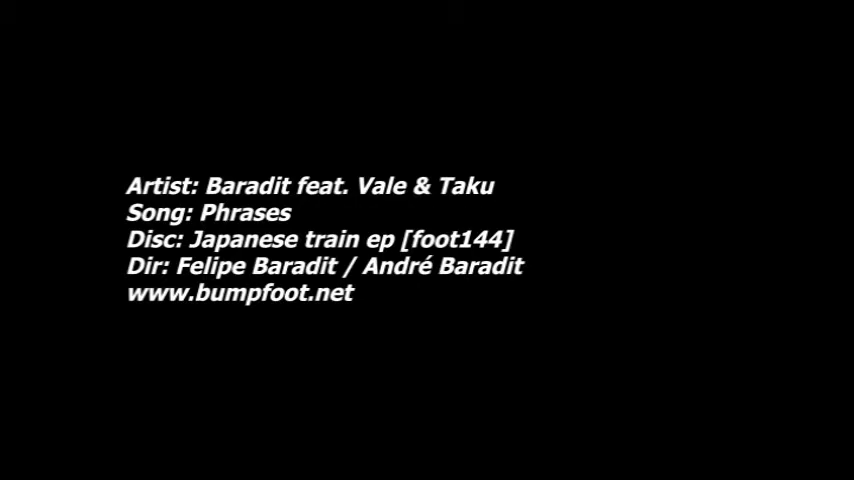 Artist: Baradit feat. Vale & Taku
Song: Phrases
Disc: Japanese train ep [foot144]
Dir: Felipe Baradit / André Baradit
www.bumpfoot.net